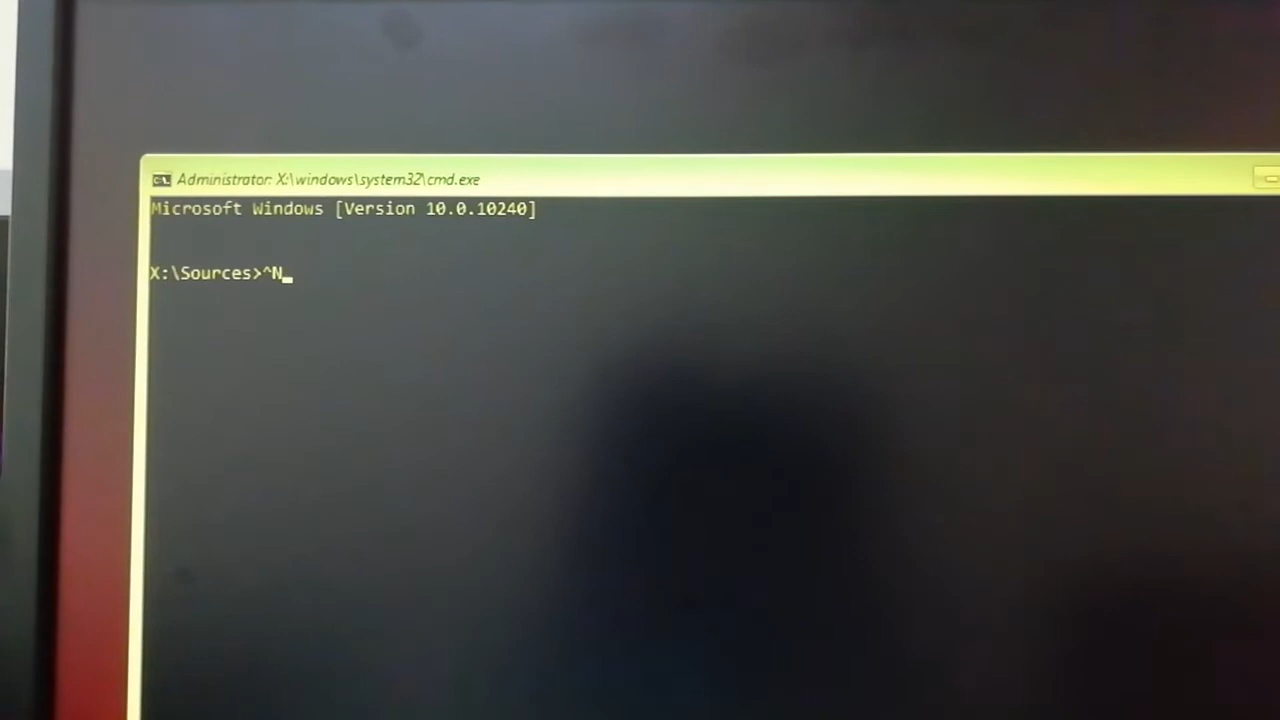 Administrator: X:\windows\system32\cmd.exe
Microsoft Windows [Version 10.0.10240]
X:\Sources>^N